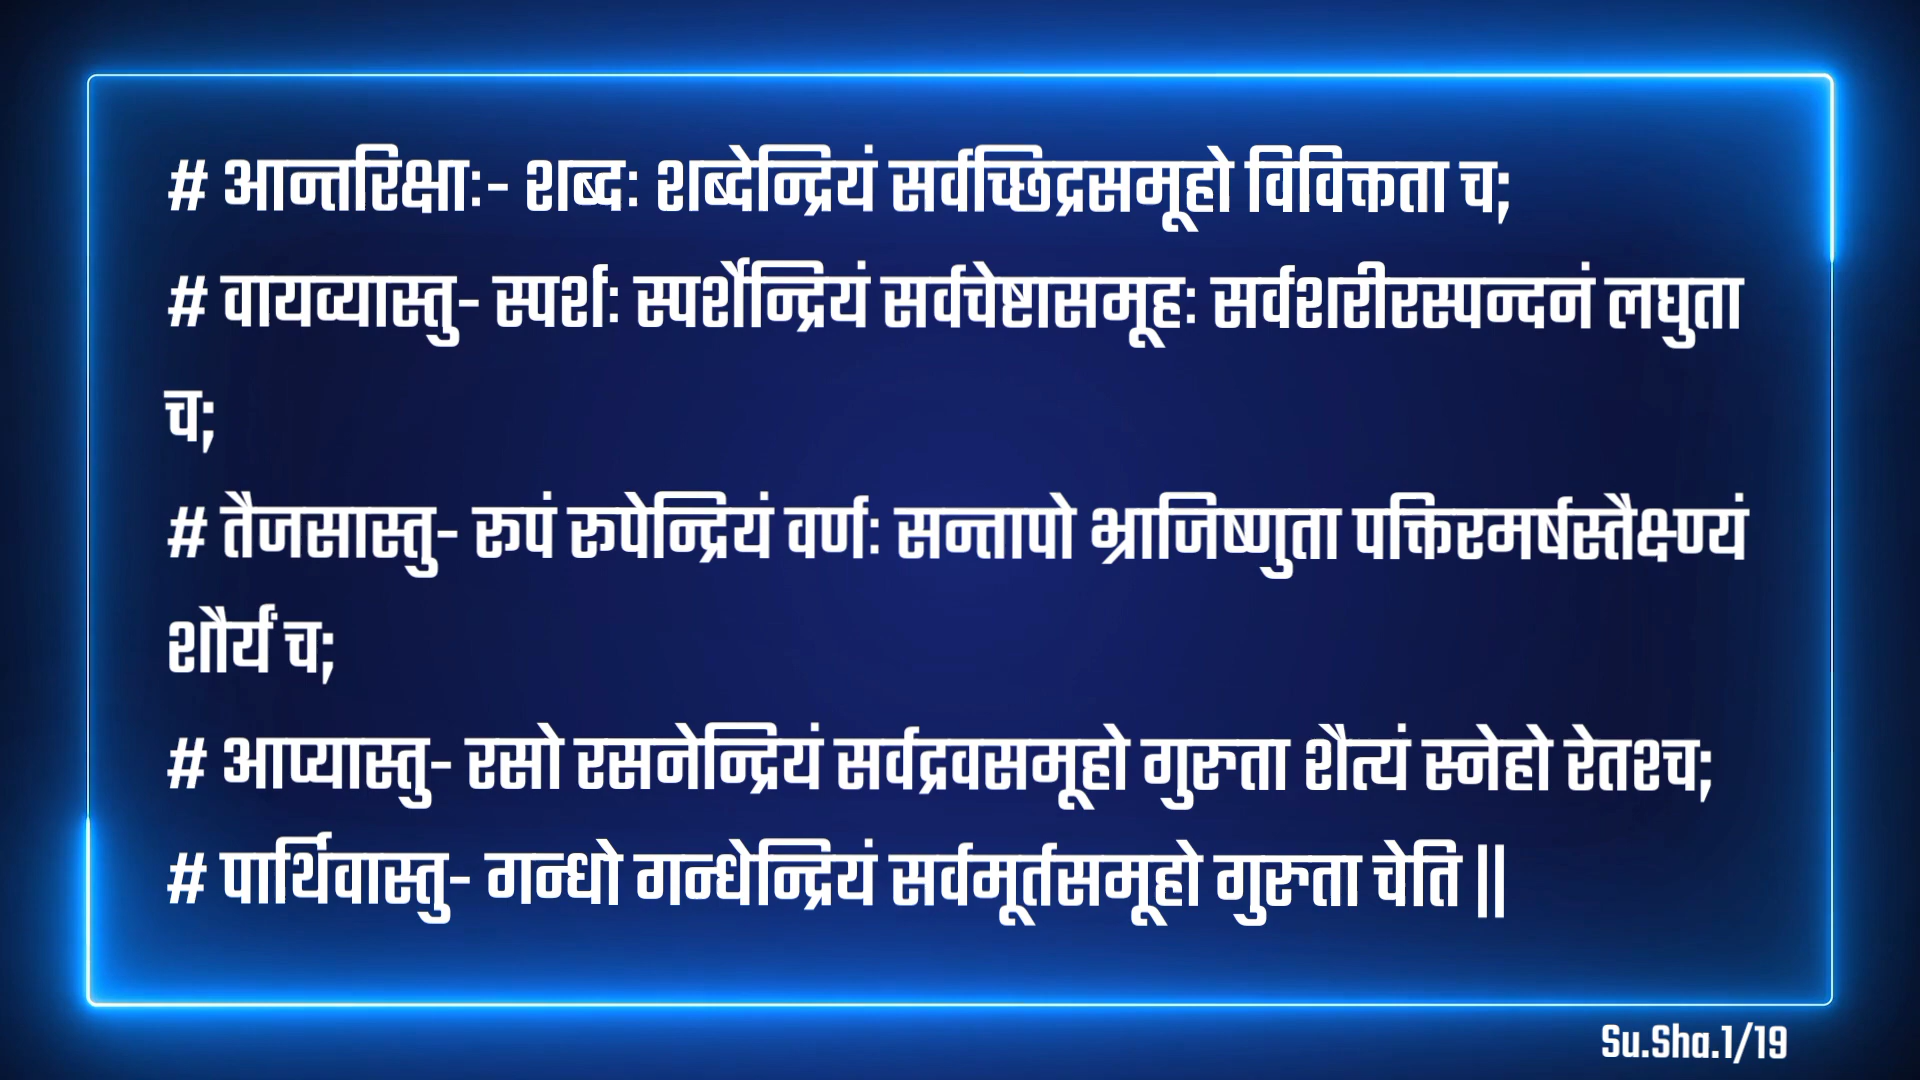 # आन्तरिक्षाः- शब्दः शब्देन्द्रियं सर्वच्छिद्रसमूहो विविक्तता च;
# वायव्यास्तु- स्पर्शः स्पर्शेन्द्रियं सर्वचेष्टासमूहः सर्वशरीरस्पन्दनं लघुता
च;
# तैजसास्तु- रूपं रूपेन्द्रियं वर्णः सन्तापो भ्राजिष्णुता पक्तिरमर्षस्तैक्ष्ण्यं
शौर्यं च;
# आप्यास्तु- रसो रसनेन्द्रियं सर्वद्रवसमूहो गुरुता शैत्यं स्नेहो रेतश्च;
# पार्थिवास्तु- गन्धो गन्धेन्द्रियं सर्वमूर्तसमूहो गुरुता चेति ||
Su.Sha.1/19